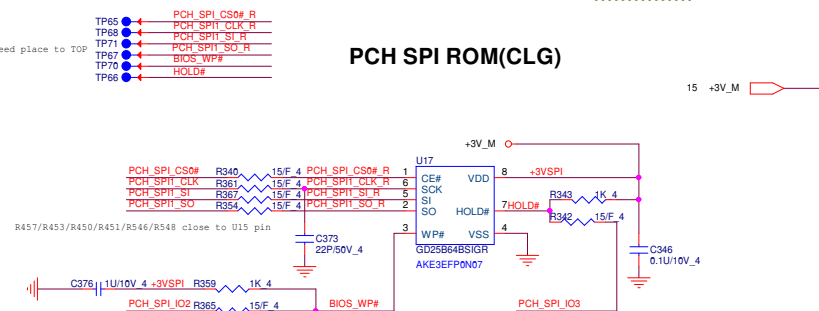 TP65 PCH_SPI_CS0#_R
TP68 PCH_SPI1_CLK_R
TP71 PCH_SPI1_SI_R
eed place to TOP TP67 PCH_SPI1_SO_R
TP70 BIOS_WP#
TP66 HOLD#
PCH SPI ROM(CLG)
15 +3V_M
+3V_M
U17
PCH_SPI_CS0# R340 15/F_4 PCH_SPI_CS0#_R 1 CE# VDD 8 +3VSPI
PCH_SPI1_CLK R361 15/F_4 PCH_SPI1_CLK_R 6 SCK
PCH_SPI1_SI R367 15/F_4 PCH_SPI1_SI_R 5 SI R343 1K_4
PCH_SPI1_SO R354 15/F_4 PCH_SPI1_SO_R 2 SO HOLD# 7 HOLD# R342 15/F_4
R457/R453/R450/R451/R546/R548 close to U15 pin
3 WP# VSS 4
C373
22P/50V_4
GD25B64BSIGR
AKE3EFP0N07
C346
0.1U/10V_4
C376 1U/10V_4 +3VSPI R359 1K_4
PCH_SPI_IO2 R365 15/F_4 BIOS_WP# PCH_SPI_IO3